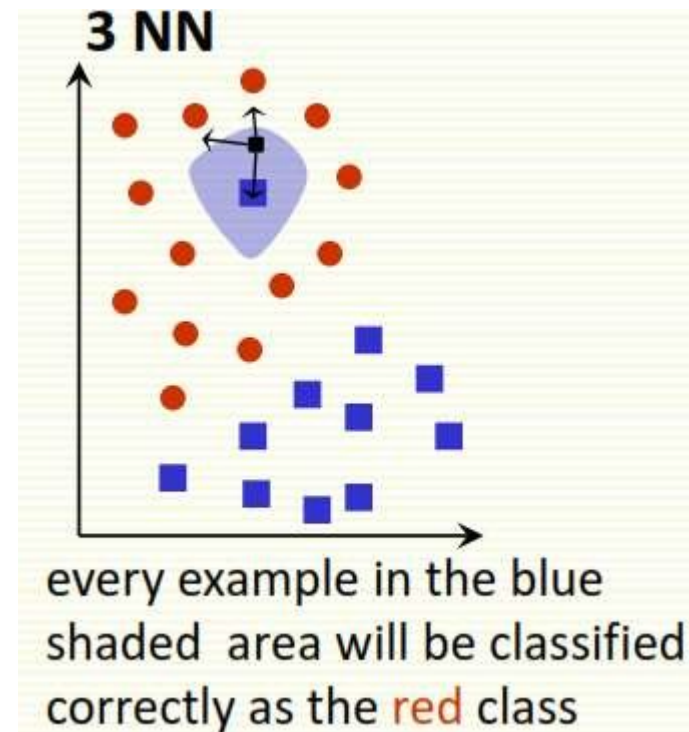 3 NN
every example in the blue
shaded area will be classified
correctly as the red class